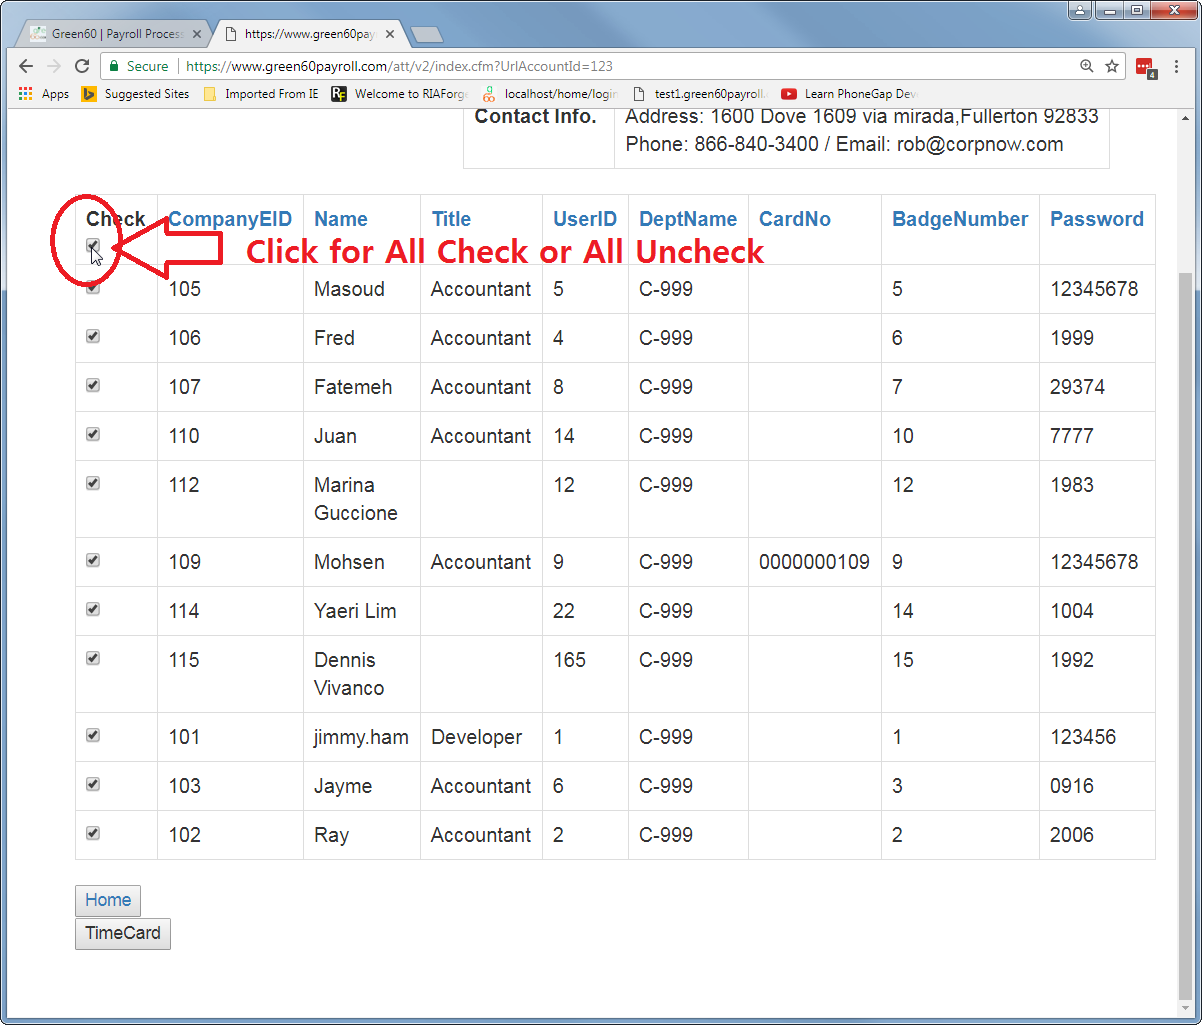 Green60 | Payroll Process
https://www.green60pay
Secure https://www.green60payroll.com/att/v2/index.cfm?UrlAccountId=123
4
Apps Suggested Sites Imported From IE RF Welcome to RIAForge localhost/home/login test1.green60payroll. Learn PhoneGap Dev
Contact Info. Address: 1600 Dove 1609 via mirada,Fullerton 92833
Phone: 866-840-3400 / Email: rob@corpnow.com
Check CompanyEID Name Title UserID DeptName CardNo BadgeNumber Password
Click for All Check or All Uncheck
105 Masoud Accountant 5 C-999 5 12345678
106 Fred Accountant 4 C-999 6 1999
107 Fatemeh Accountant 8 C-999 7 29374
110 Juan Accountant 14 C-999 10 7777
112 Marina 12 C-999 12 1983
Guccione
109 Mohsen Accountant 9 C-999 0000000109 9 12345678
114 Yaeri Lim 22 C-999 14 1004
115 Dennis 165 C-999 15 1992
Vivanco
101 jimmy.ham Developer 1 C-999 1 123456
103 Jayme Accountant 6 C-999 3 0916
102 Ray Accountant 2 C-999 2 2006
Home
TimeCard